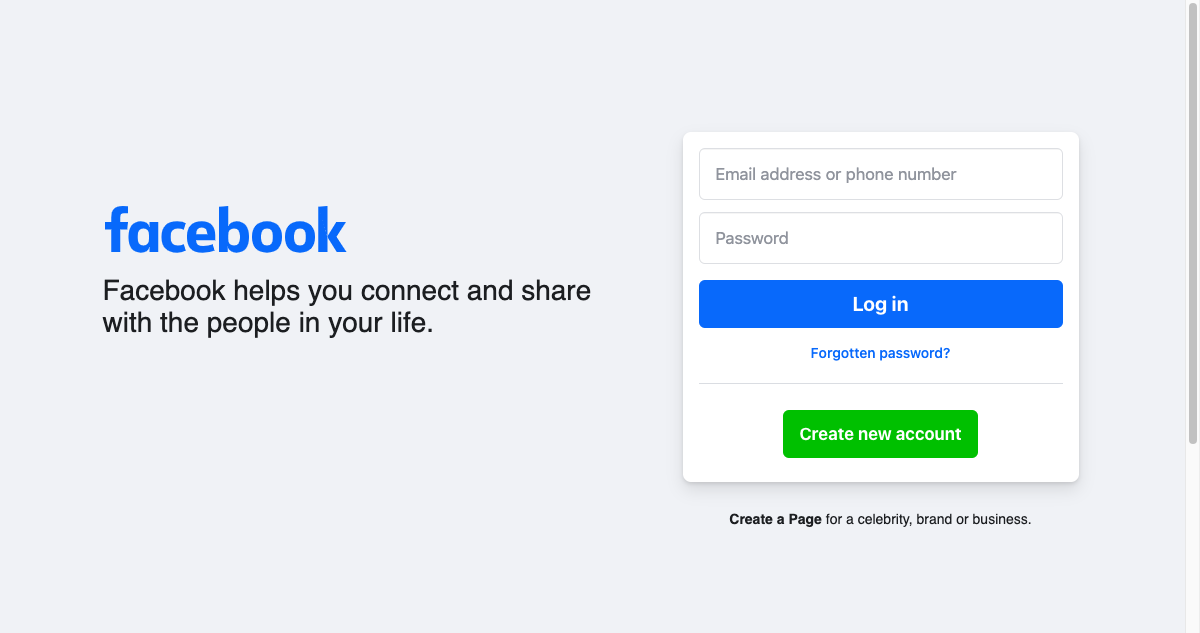 facebook
Facebook helps you connect and share
with the people in your life.
Email address or phone number
Password
Log in
Forgotten password?
Create new account
Create a Page for a celebrity, brand or business.